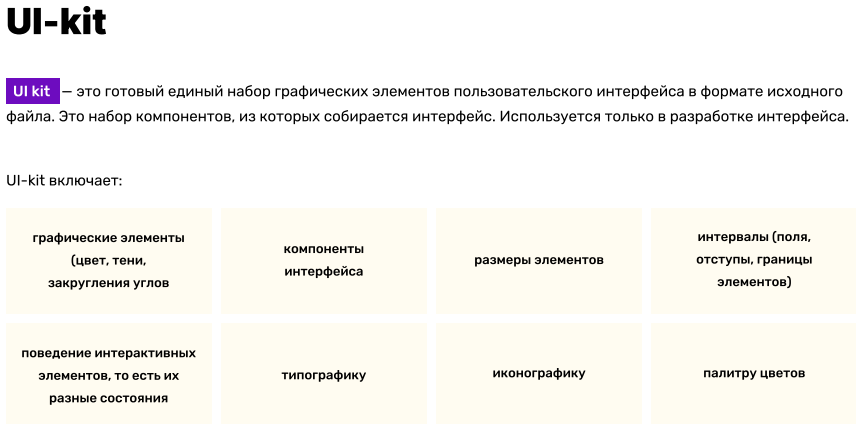 UI-kit
UI kit — это готовый единый набор графических элементов пользовательского интерфейса в формате исходного
файла. Это набор компонентов, из которых собирается интерфейс. Используется только в разработке интерфейса.
UI-kit включает:
графические элементы
(цвет, тени,
закругления углов
компоненты
интерфейса
размеры элементов
интервалы (поля,
отступы, границы
элементов)
поведение интерактивных
элементов, то есть их
разные состояния
типографику
иконографику
палитру цветов